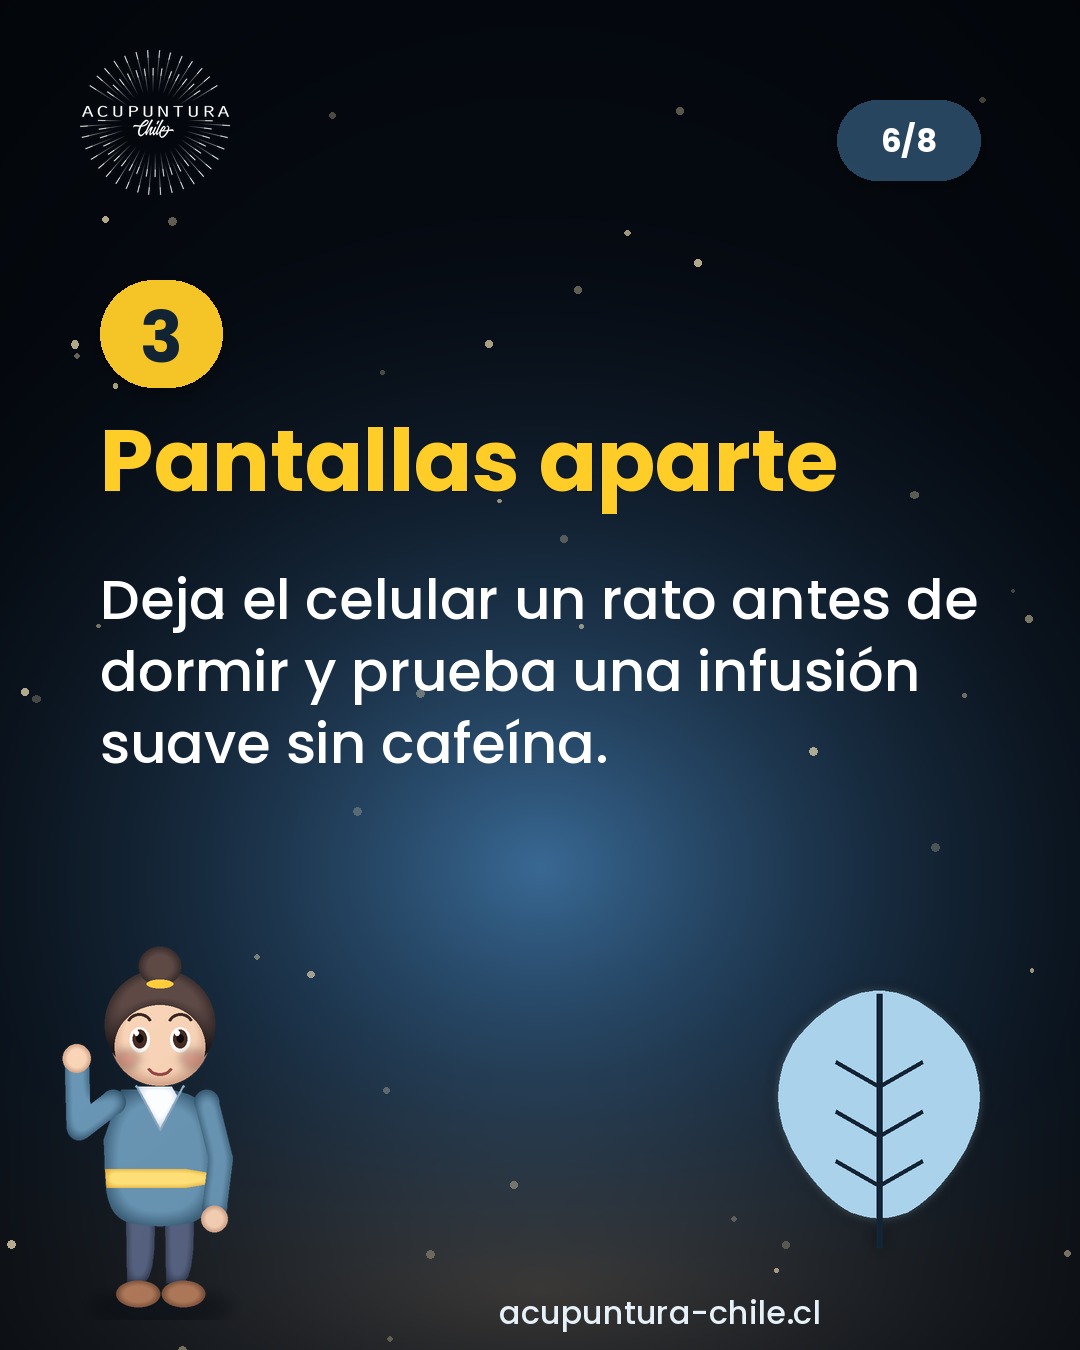 ACUPUNTURA
Chile
6/8
3
Pantallas aparte
Deja el celular un rato antes de
dormir y prueba una infusión
suave sin cafeína.
acupuntura-chile.cl